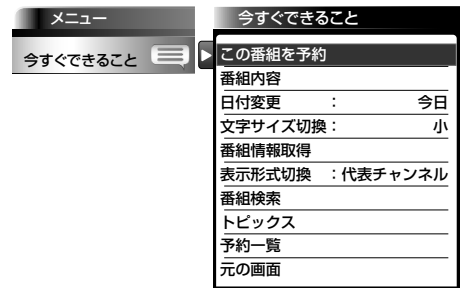 メニュー
今すぐできること
今すぐできること
この番組を予約
番組内容
日付変更 : 今日
文字サイズ切換 : 小
番組情報取得
表示形式切換 : 代表チャンネル
番組検索
トピックス
予約一覧
元の画面